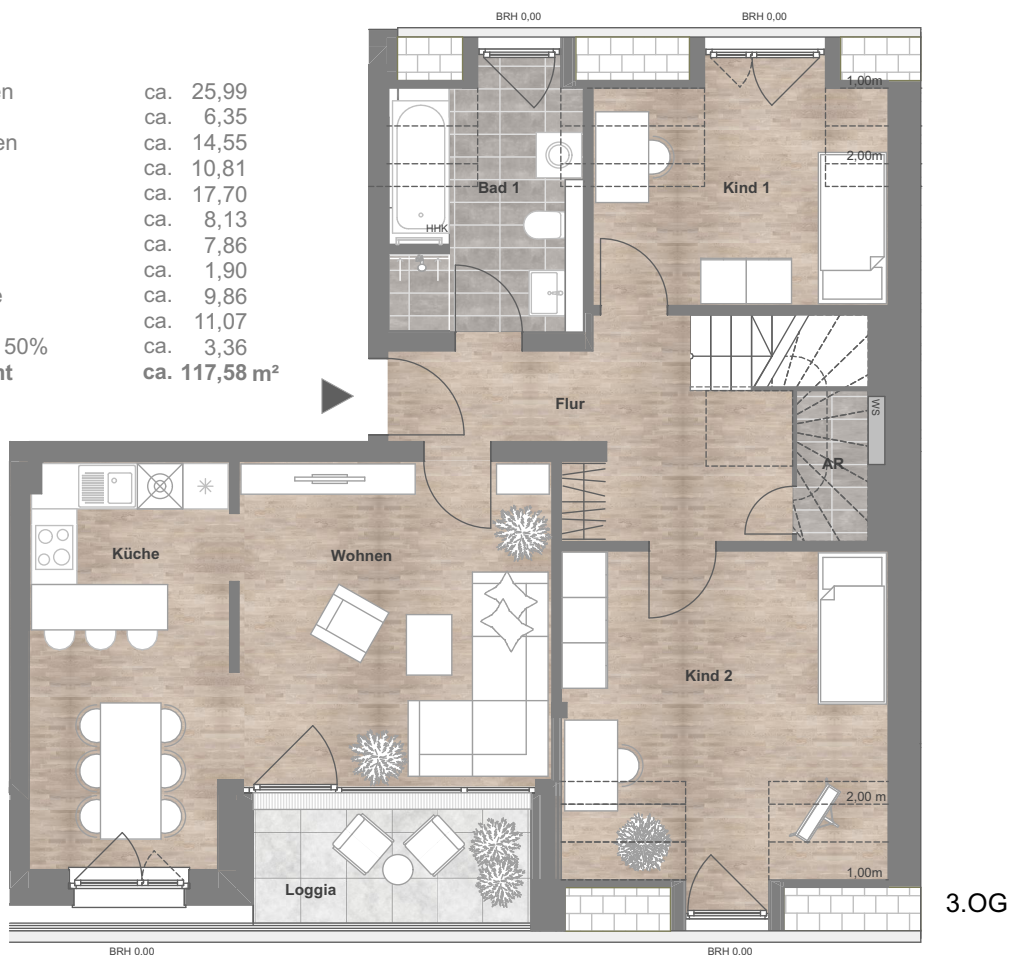 BRH 0,00 BRH 0,00
en ca. 25,99
ca. 6,35
en ca. 14,55
ca. 10,81
ca. 17,70
ca. 8,13
ca. 7,86
ca. 1,90
e ca. 9,86
ca. 11,07
50% ca. 3,36
nt ca. 117,58 m²
1,00m
2,00m
Bad 1
Kind 1
HHK
Flur
WS
AR
Küche
Wohnen
Kind 2
2,00 m
1,00m
Loggia
3.OG
BRH 0,00 BRH 0,00